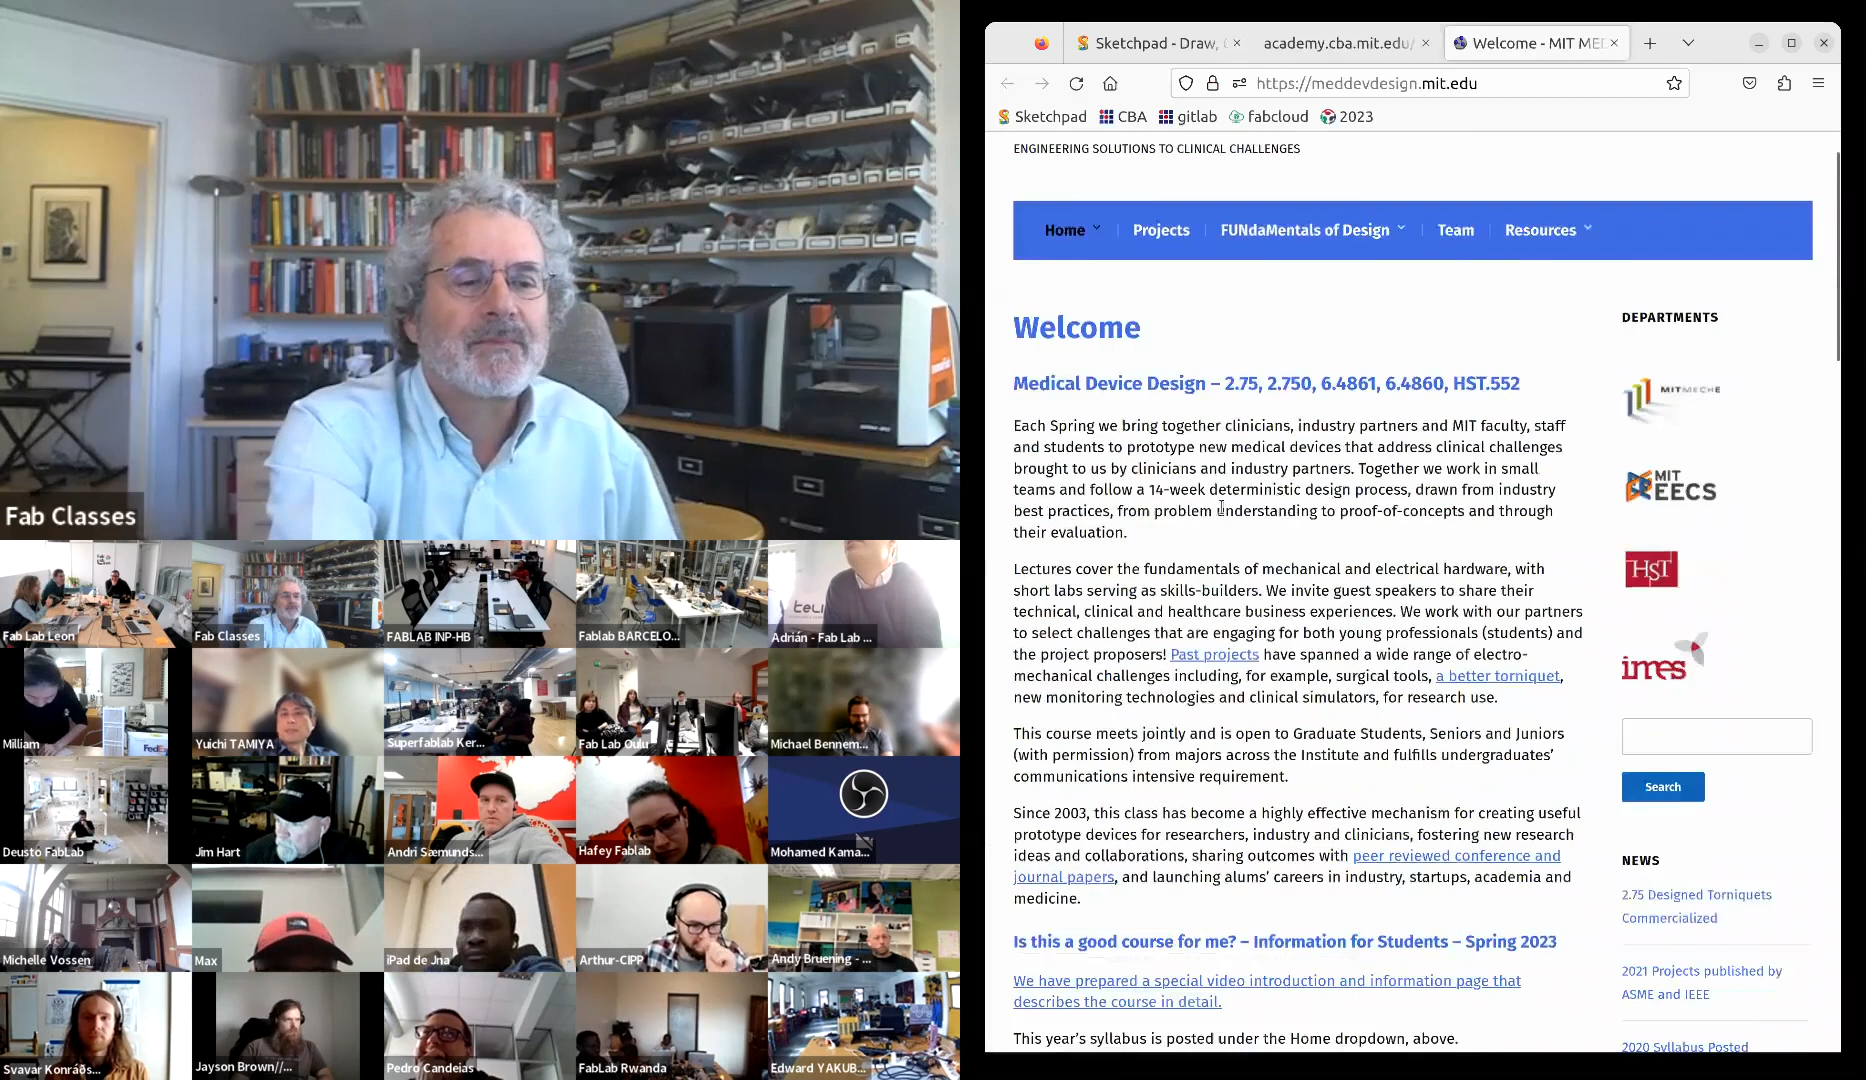 Fab Classes
Fab Lab Leon
Fab Classes
FABLAB INP-HB
Fablab BARCELO...
Adrián - Fab Lab ...
Milliam
Yuichi TAMIYA
Superfablab Ker...
Fab Lab Oulu
Michael Bennem...
Deusto FabLab
Jim Hart
Andri Sæmunds...
Hafey Fablab
Mohamed Kama...
Michelle Vossen
Max
iPad de Jna
Arthur-CIPP
Andy Bruening - ...
Svavar Konráðs...
Jayson Brown//...
Pedro Candeias
FabLab Rwanda
Edward YAKUB...
FedEx
Sketchpad - Draw,
academy.cba.mit.edu/
Welcome - MIT MED
https://meddevdesign.mit.edu
Sketchpad
CBA
gitlab
fabcloud
2023
ENGINEERING SOLUTIONS TO CLINICAL CHALLENGES
Home
Projects
FUNdaMentals of Design
Team
Resources
Welcome
Medical Device Design – 2.75, 2.750, 6.4861, 6.4860, HST.552
Each Spring we bring together clinicians, industry partners and MIT faculty, staff
and students to prototype new medical devices that address clinical challenges
brought to us by clinicians and industry partners. Together we work in small
teams and follow a 14-week deterministic design process, drawn from industry
best practices, from problem understanding to proof-of-concepts and through
their evaluation.
Lectures cover the fundamentals of mechanical and electrical hardware, with
short labs serving as skills-builders. We invite guest speakers to share their
technical, clinical and healthcare business experiences. We work with our partners
to select challenges that are engaging for both young professionals (students) and
the project proposers! Past projects have spanned a wide range of electro-
mechanical challenges including, for example, surgical tools, a better torniquet,
new monitoring technologies and clinical simulators, for research use.
This course meets jointly and is open to Graduate Students, Seniors and Juniors
(with permission) from majors across the Institute and fulfills undergraduates’
communications intensive requirement.
Since 2003, this class has become a highly effective mechanism for creating useful
prototype devices for researchers, industry and clinicians, fostering new research
ideas and collaborations, sharing outcomes with peer reviewed conference and
journal papers, and launching alums’ careers in industry, startups, academia and
medicine.
Is this a good course for me? – Information for Students – Spring 2023
We have prepared a special video introduction and information page that
describes the course in detail.
This year’s syllabus is posted under the Home dropdown, above.
DEPARTMENTS
MITMECHE
MIT
EECS
HST
imes
Search
NEWS
2.75 Designed Torniquets
Commercialized
2021 Projects published by
ASME and IEEE
2020 Syllabus Posted